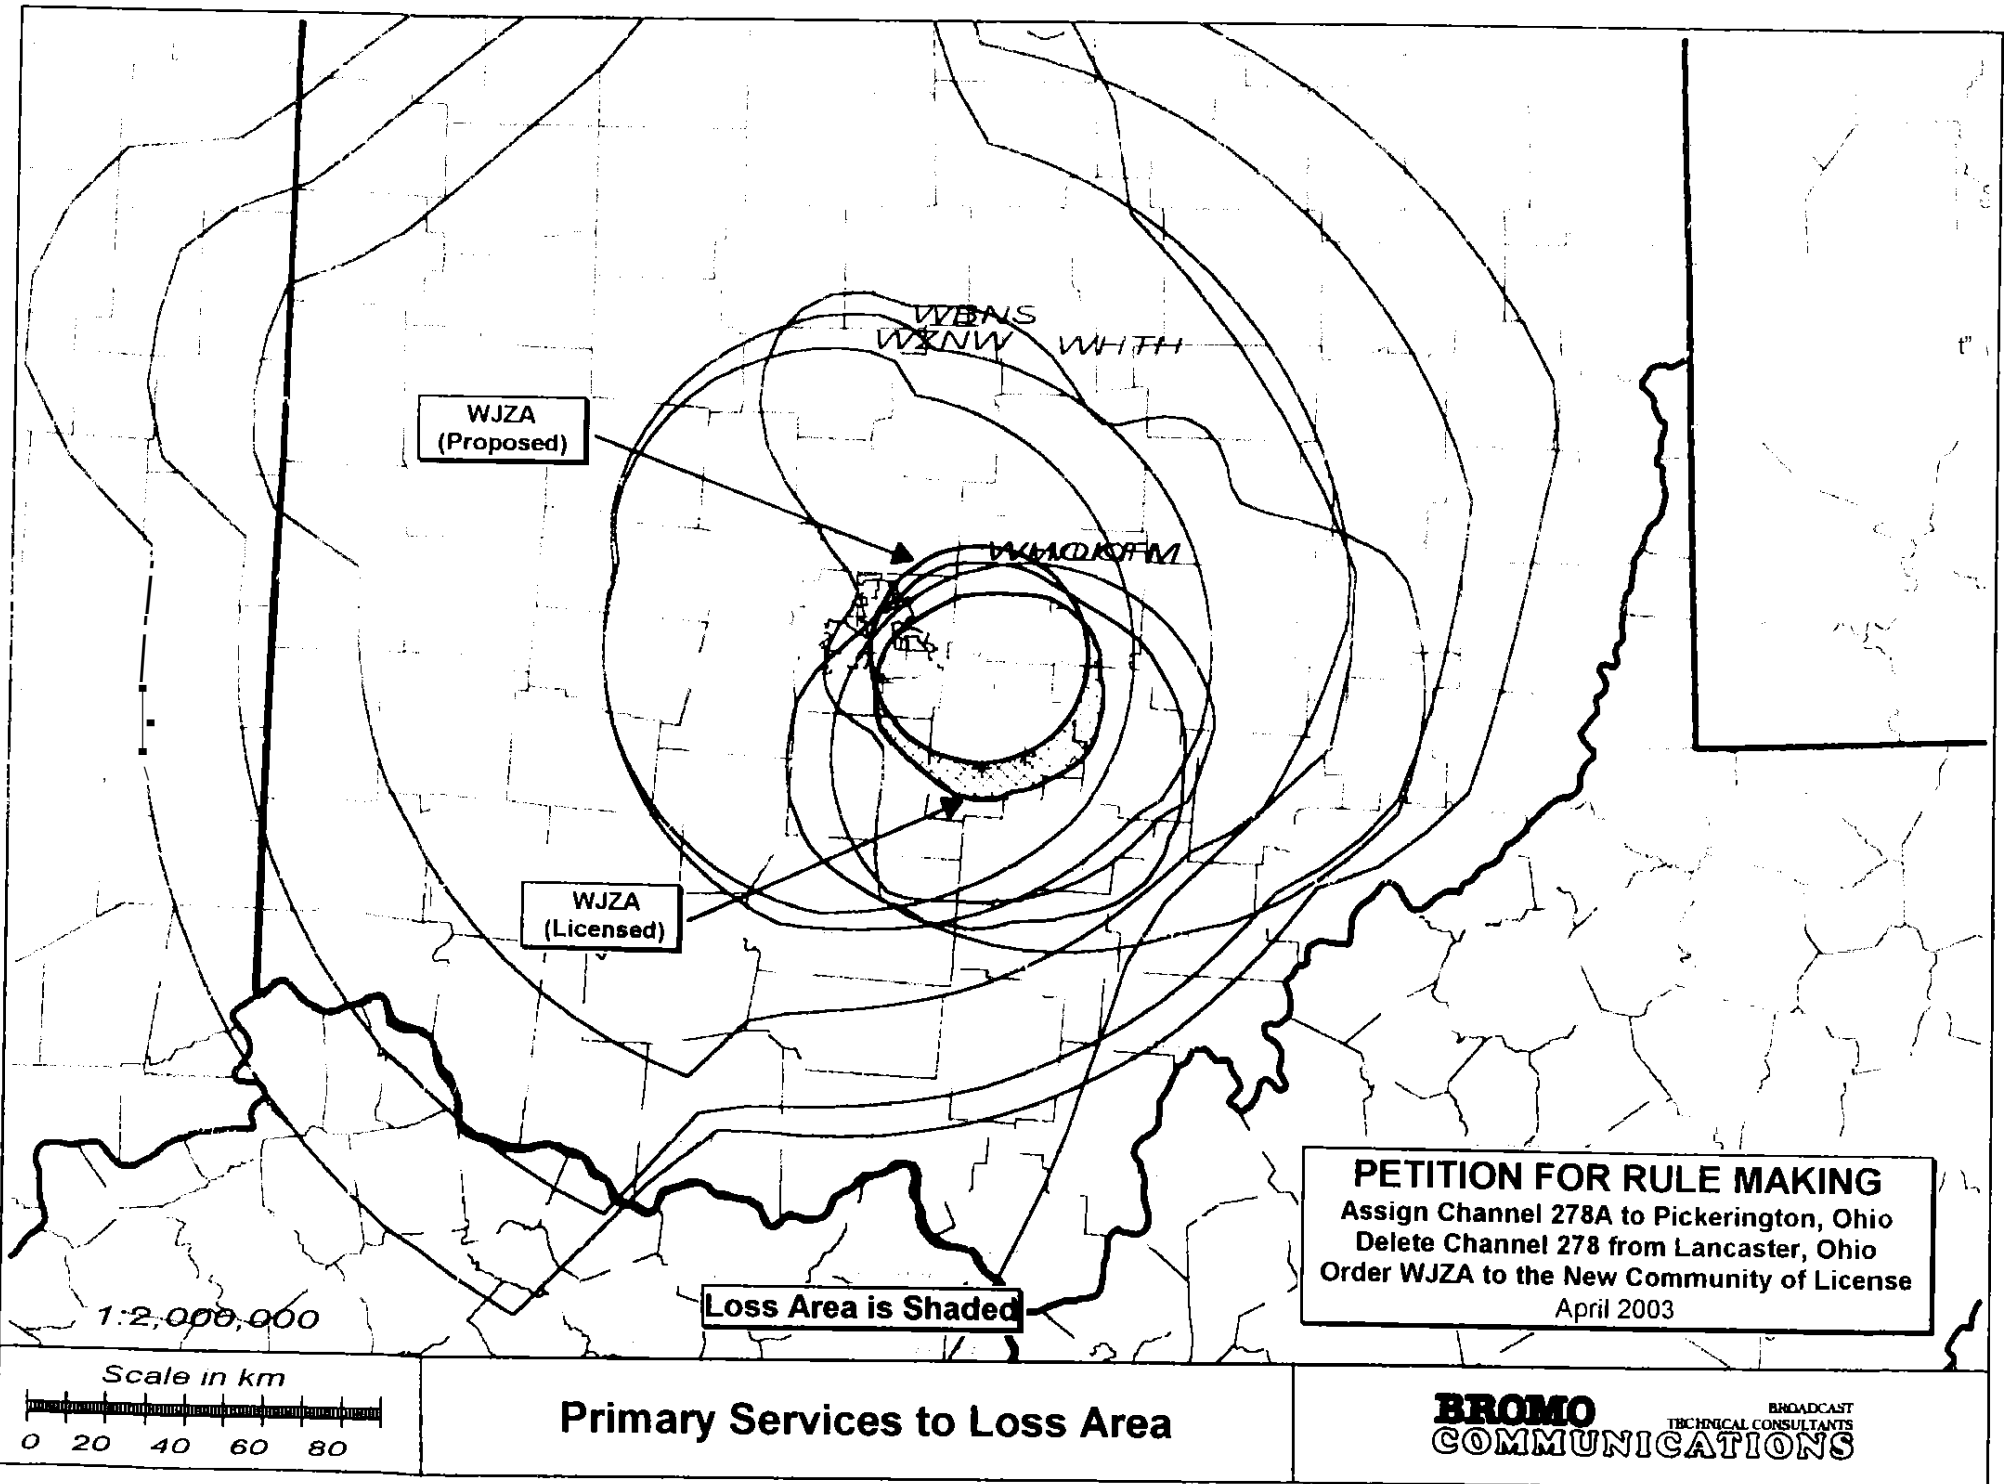 WBNS
WZNW
WHTH
WJZA
(Proposed)
WJZA
(Licensed)
PETITION FOR RULE MAKING
Assign Channel 278A to Pickerington, Ohio
Delete Channel 278 from Lancaster, Ohio
Order WJZA to the New Community of License
April 2003
Loss Area is Shaded
1:2,000,000
Scale in km
0 20 40 60 80
Primary Services to Loss Area
BROMO
COMMUNICATIONS
BROADCAST
TECHNICAL CONSULTANTS